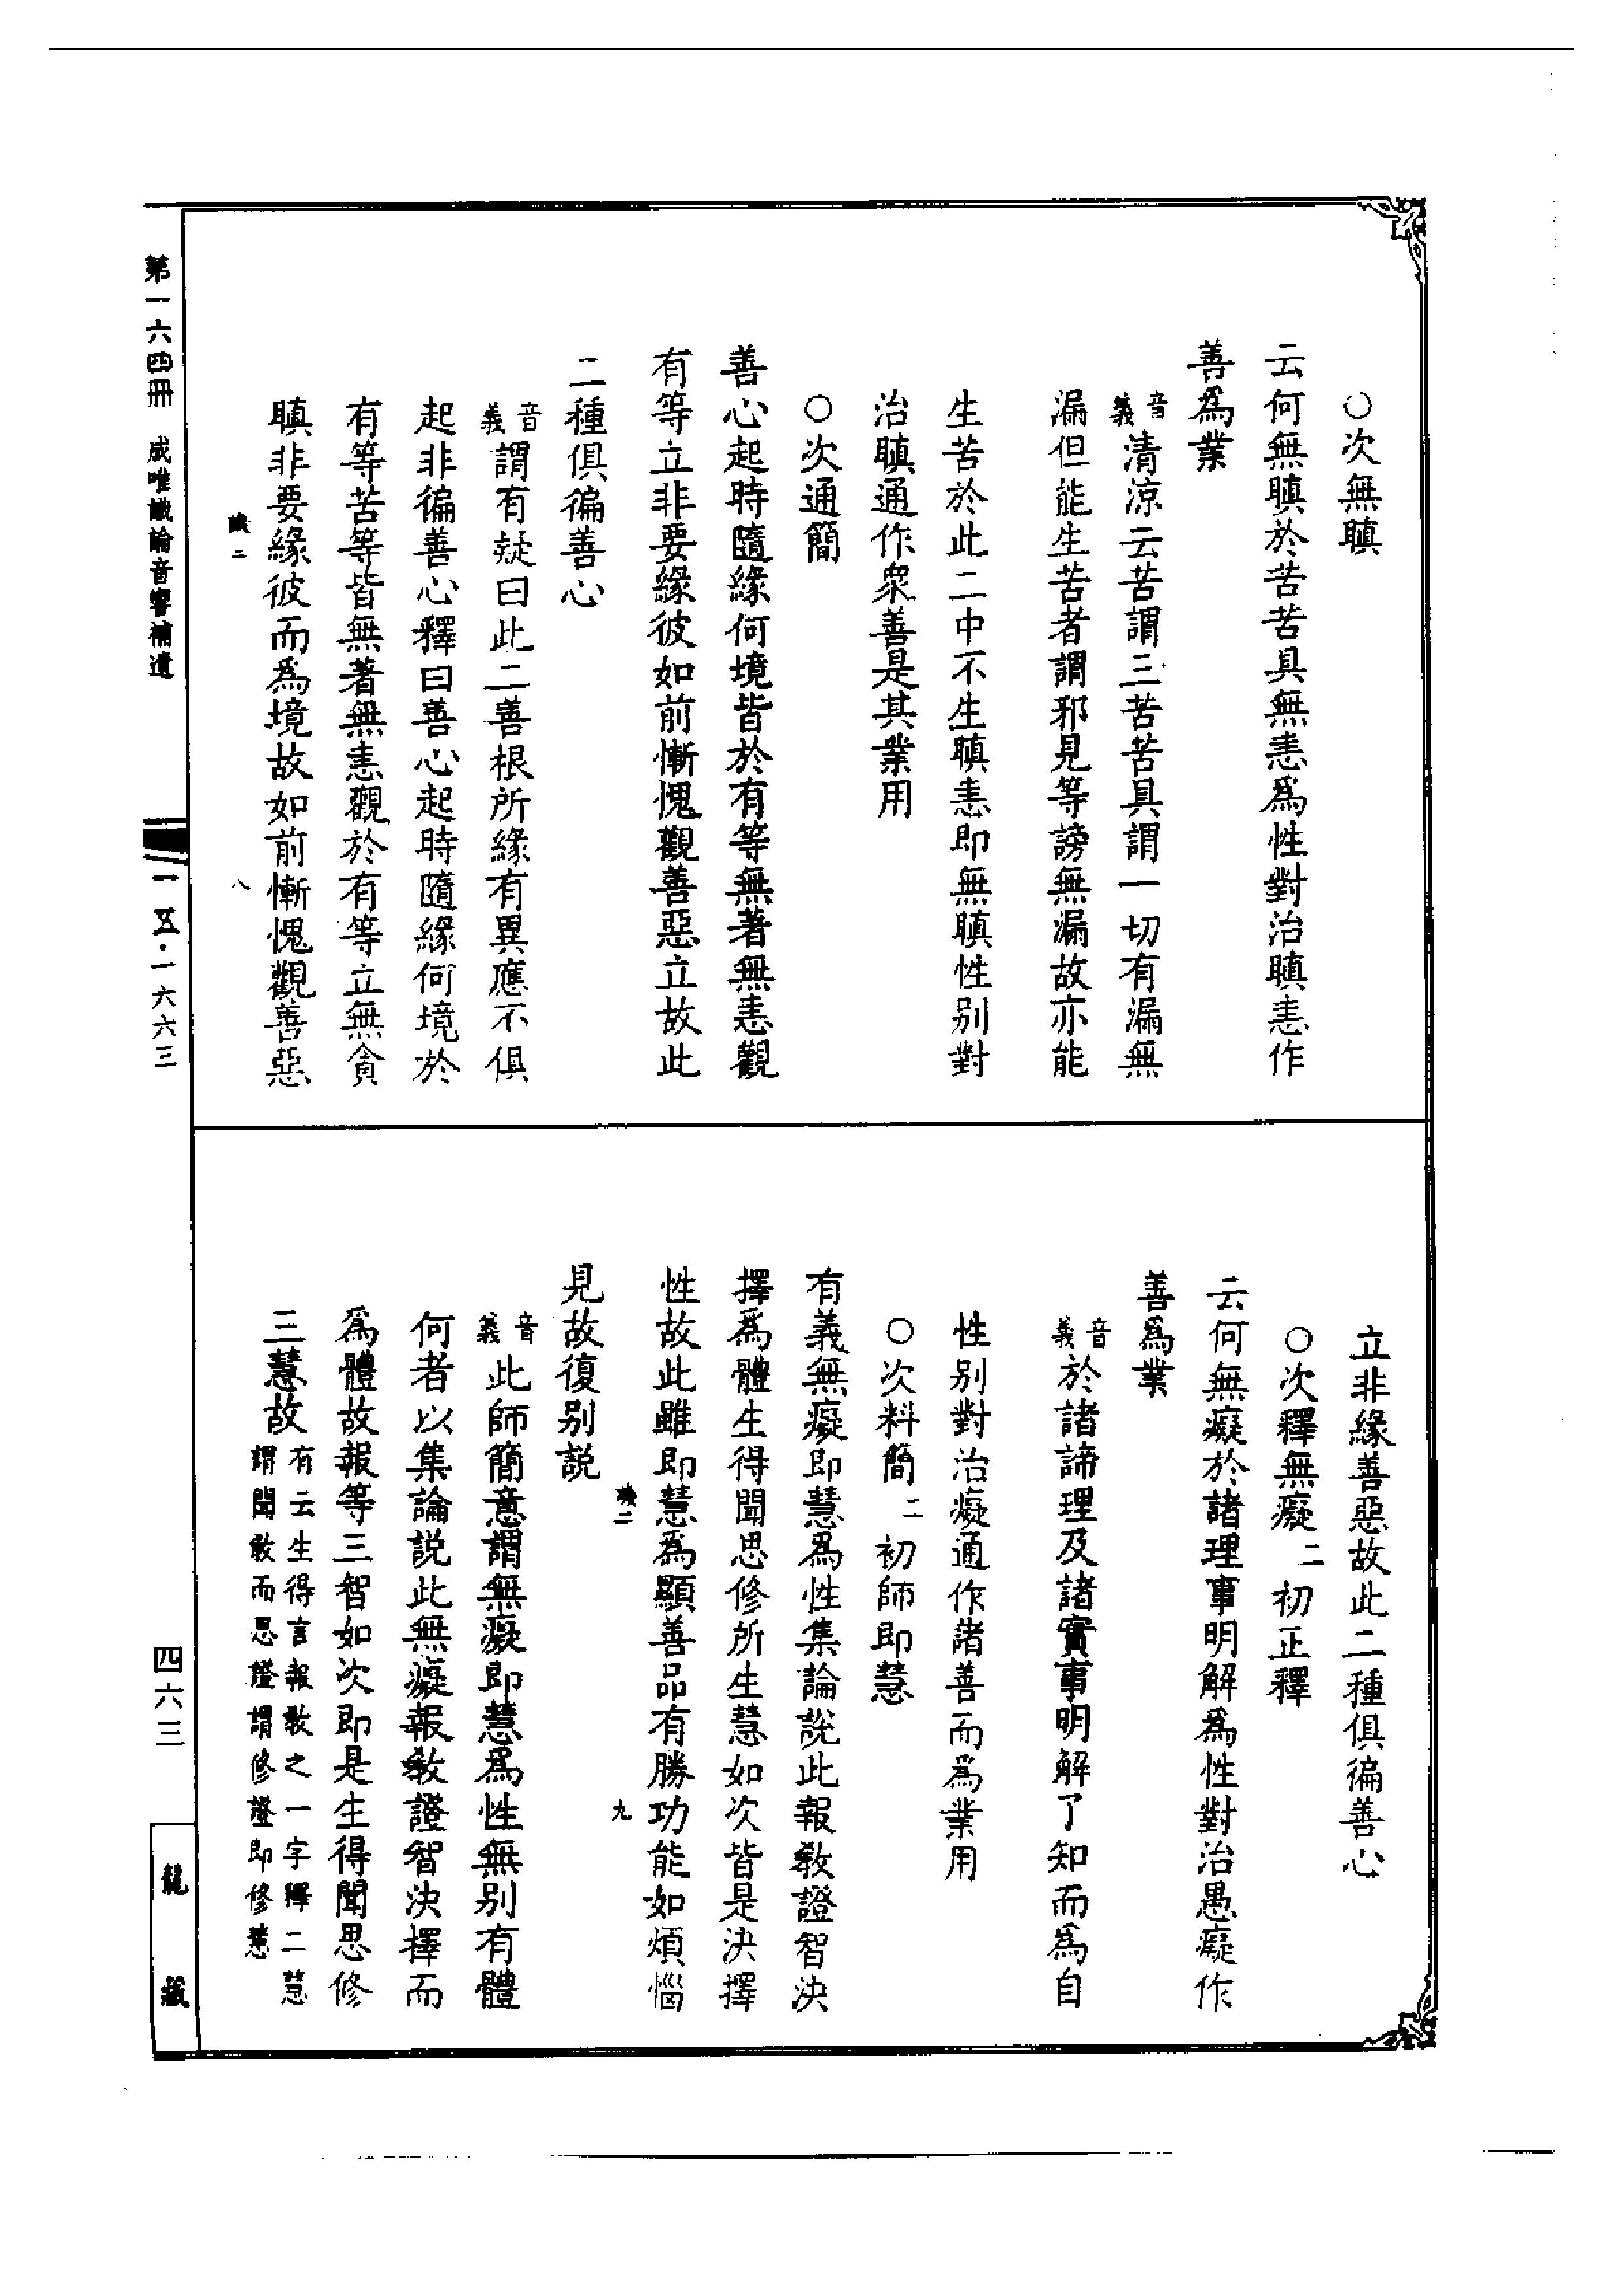 ○次無瞋
云何無瞋於苦苦具無恚爲性對治瞋恚作
善爲業
音義清涼云苦謂三苦苦具謂一切有漏無
漏但能生苦者謂邪見等謗無漏故亦能
生苦於此二中不生瞋恚即無瞋性別對
治瞋通作衆善是其業用
○次通簡
善心起時隨緣何境皆於有等無著無恚觀
有等立非要緣彼如前慚愧觀善惡立故此
二種俱徧善心
音義謂有疑曰此二善根所緣有異應不俱
起非徧善心釋曰善心起時隨緣何境於
有等苦等皆無著無恚觀於有等立無貪
瞋非要緣彼而爲境故如前慚愧觀善惡
二
八
立非緣善惡故此二種俱徧善心
○次釋無癡二初正釋
云何無癡於諸理事明解爲性對治愚癡作
善爲業
音義於諸諦理及諸實事明解了知而爲自
性別對治癡通作諸善而爲業用
○次料簡二初師即慧
有義無癡即慧爲性集論說此報教證智決
擇爲體生得聞思修所生慧如次皆是決擇
性故此雖即慧爲顯善品有勝功能如煩惱
二
九
見故復别説
音義此師簡意謂無癡即慧爲性無别有體
何者以集論説此無癡報教證智決擇而
爲體故報等三智如次即是生得聞思修
三慧故有云生得言報教之一字釋二慧
謂聞教而思證謂修證即修慧
第一六四冊 成唯識論音響補遺
一五·一六六三
四六三
龍藏